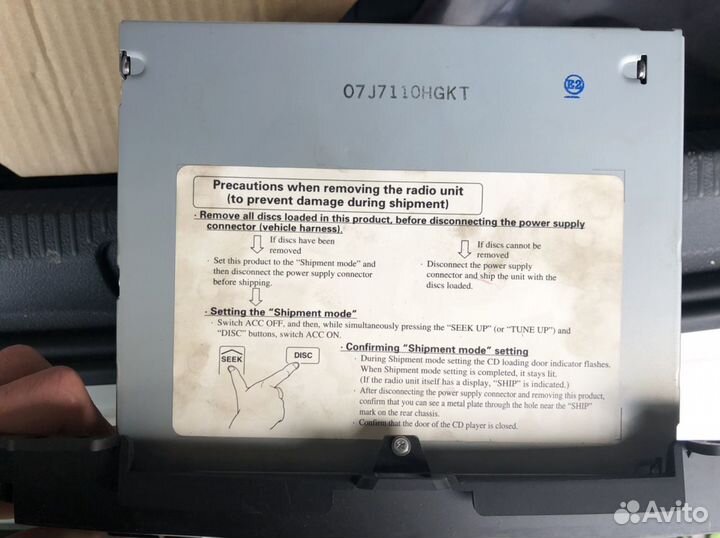 07J7110HGKT
E2
Precautions when removing the radio unit
(to prevent damage during shipment)
· Remove all discs loaded in this product, before disconnecting the power supply
connector (vehicle harness).
If discs have been
removed
If discs cannot be
removed
· Set this product to the "Shipment mode" and
then disconnect the power supply connector
before shipping.
· Disconnect the power supply
connector and ship the unit with the
discs loaded.
· Setting the "Shipment mode"
· Switch ACC OFF, and then, while simultaneously pressing the "SEEK UP" (or "TUNE UP") and
"DISC" buttons, switch ACC ON.
SEEK
DISC
· Confirming "Shipment mode" setting
· During Shipment mode setting the CD loading door indicator flashes.
When Shipment mode setting is completed, it stays lit.
(If the radio unit itself has a display, "SHIP" is indicated.)
· After disconnecting the power supply connector and removing this product,
confirm that you can see a metal plate through the hole near the "SHIP"
mark on the rear chassis.
· Confirm that the door of the CD player is closed.
Avito